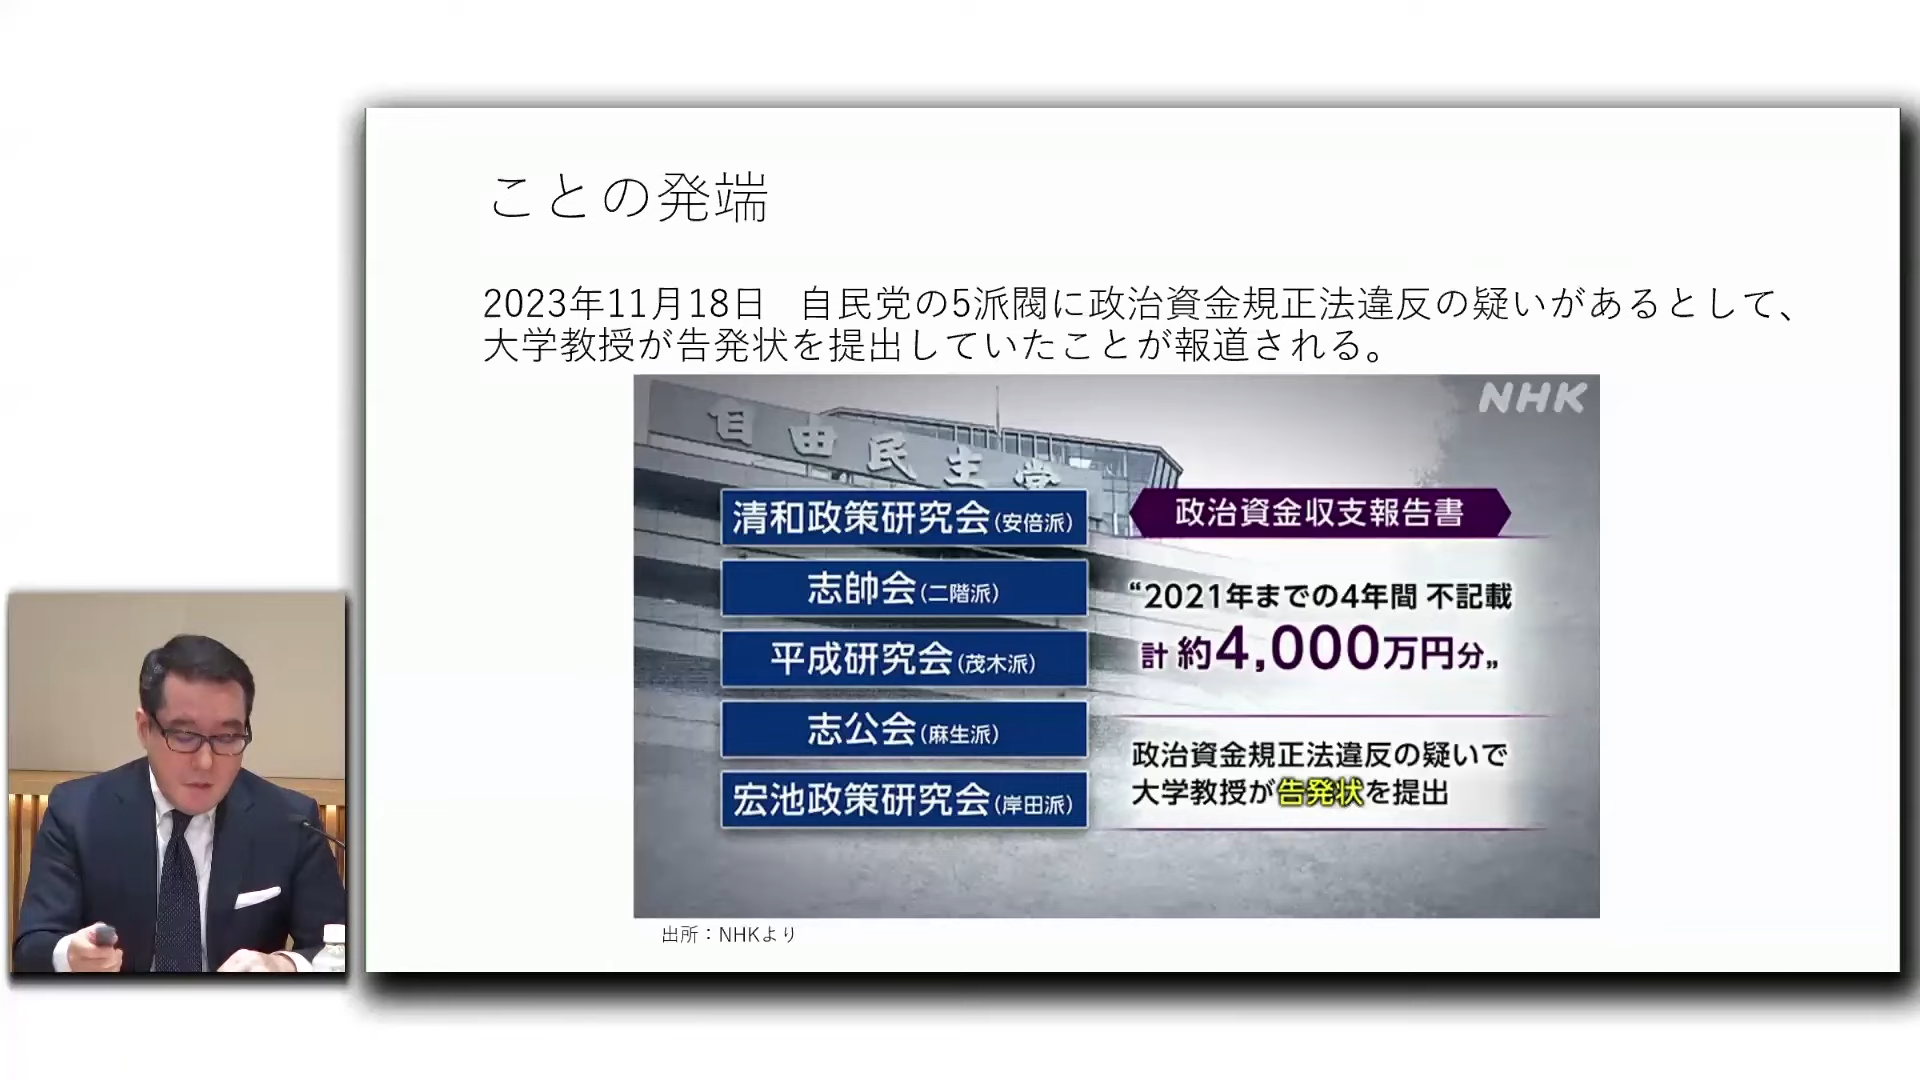 ことの発端
2023年11月18日　自民党の5派閥に政治資金規正法違反の疑いがあるとして、
大学教授が告発状を提出していたことが報道される。
NHK
自由民主党
清和政策研究会(安倍派)
志帥会(二階派)
平成研究会(茂木派)
志公会(麻生派)
宏池政策研究会(岸田派)
政治資金収支報告書
“2021年までの4年間 不記載
計 約4,000万円分„
政治資金規正法違反の疑いで
大学教授が告発状を提出
出所：NHKより